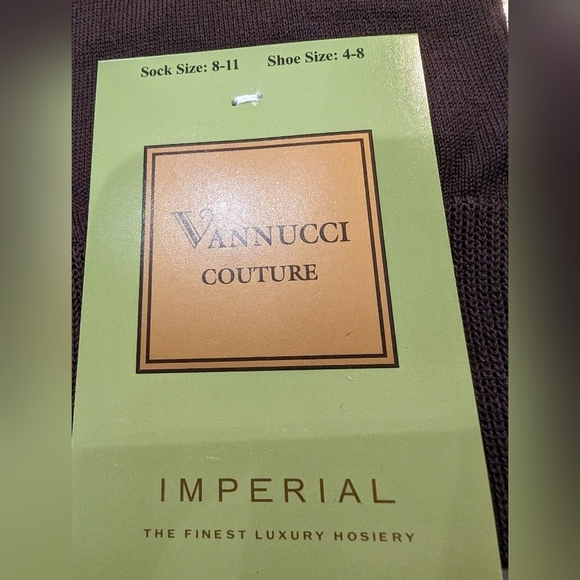 Sock Size: 8-11 Shoe Size: 4-8
VANNUCCI
COUTURE
IMPERIAL
THE FINEST LUXURY HOSIERY